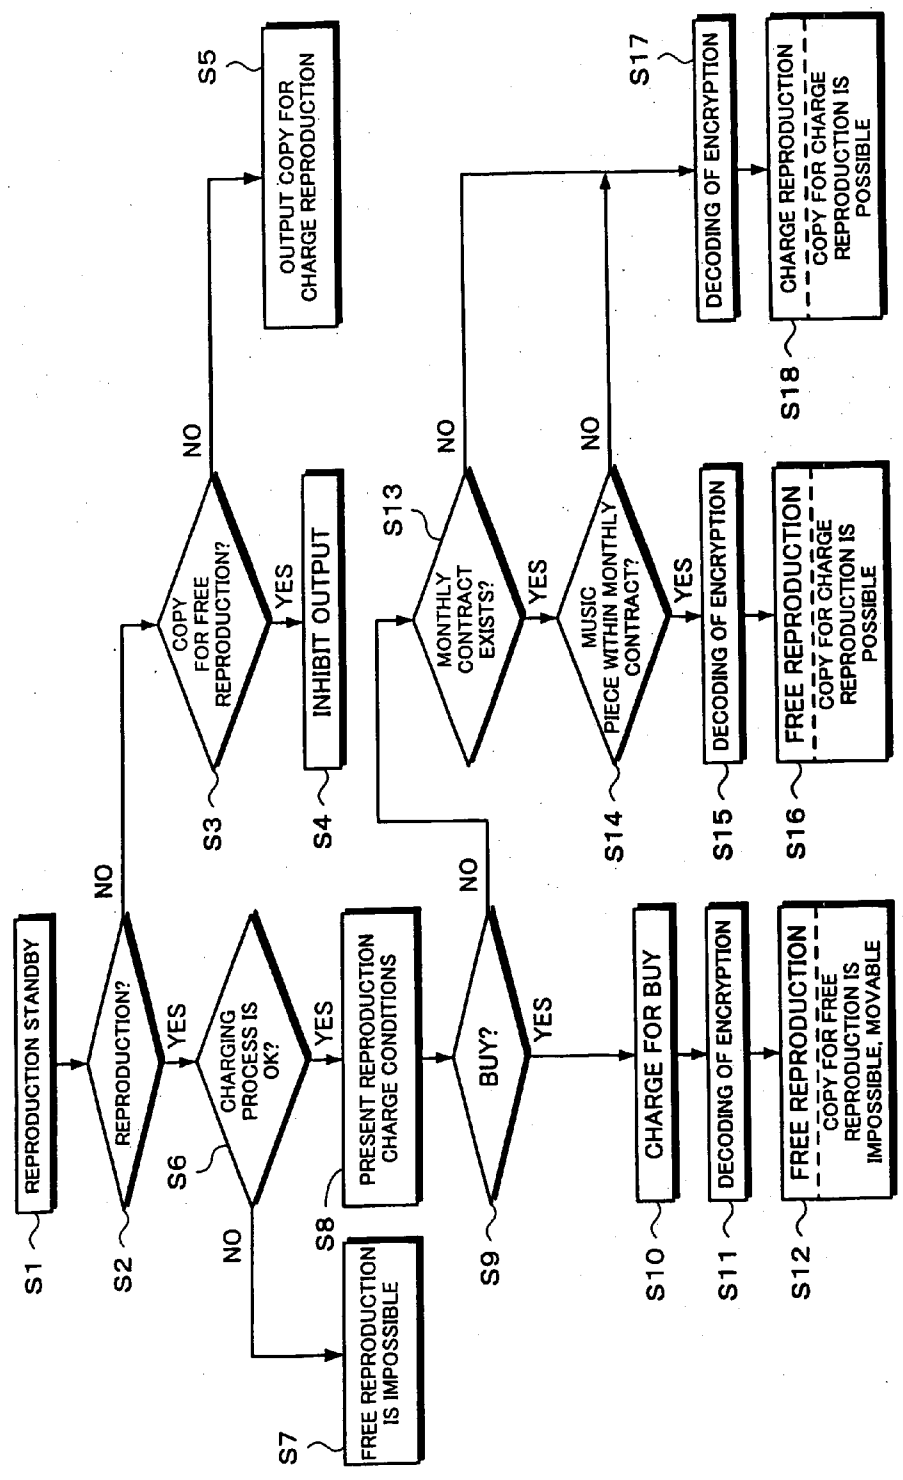 S1
REPRODUCTION STANDBY
S2
REPRODUCTION?
NO
YES
S3
COPY
FOR FREE
REPRODUCTION?
NO
YES
S4
INHIBIT OUTPUT
S5
OUTPUT COPY FOR
CHARGE REPRODUCTION
S6
CHARGING
PROCESS IS
OK?
NO
YES
S7
FREE REPRODUCTION
IS IMPOSSIBLE
S8
PRESENT REPRODUCTION
CHARGE CONDITIONS
S9
BUY?
NO
YES
S10
CHARGE FOR BUY
S11
DECODING OF ENCRYPTION
S12
FREE REPRODUCTION
COPY FOR FREE
REPRODUCTION IS
IMPOSSIBLE, MOVABLE
S13
MONTHLY
CONTRACT
EXISTS?
NO
YES
S14
MUSIC
PIECE WITHIN MONTHLY
CONTRACT?
NO
YES
S15
DECODING OF ENCRYPTION
S16
FREE REPRODUCTION
COPY FOR CHARGE
REPRODUCTION IS
POSSIBLE
S17
DECODING OF ENCRYPTION
S18
CHARGE REPRODUCTION
COPY FOR CHARGE
REPRODUCTION IS
POSSIBLE